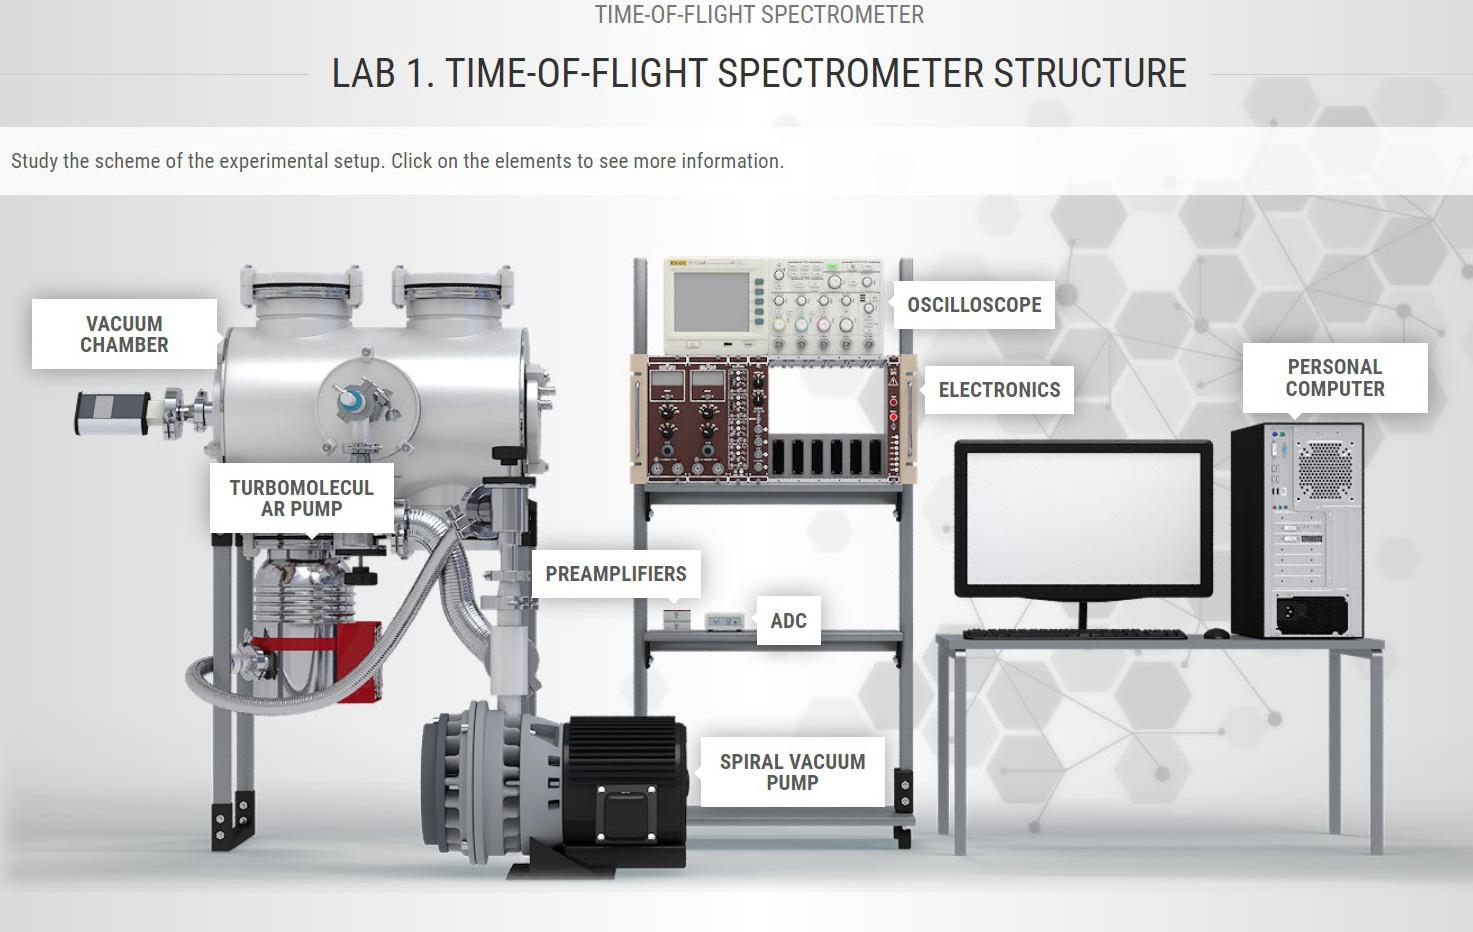 TIME-OF-FLIGHT SPECTROMETER
LAB 1. TIME-OF-FLIGHT SPECTROMETER STRUCTURE
Study the scheme of the experimental setup. Click on the elements to see more information.
VACUUM
CHAMBER
OSCILLOSCOPE
PERSONAL
COMPUTER
ELECTRONICS
TURBOMOLECUL
AR PUMP
PREAMPLIFIERS
ADC
SPIRAL VACUUM
PUMP